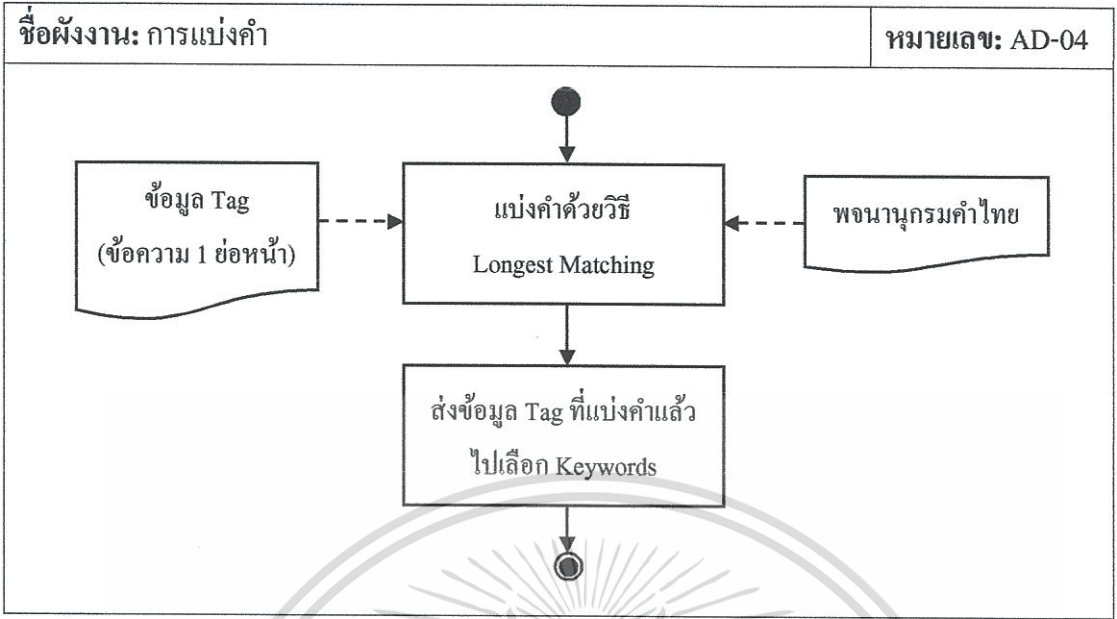 ชื่อผังงาน: การแบ่งคำ
หมายเลข: AD-04
ข้อมูล Tag
(ข้อความ 1 ย่อหน้า)
แบ่งคำด้วยวิธี
Longest Matching
พจนานุกรมคำไทย
ส่งข้อมูล Tag ที่แบ่งคำแล้ว
ไปเลือก Keywords